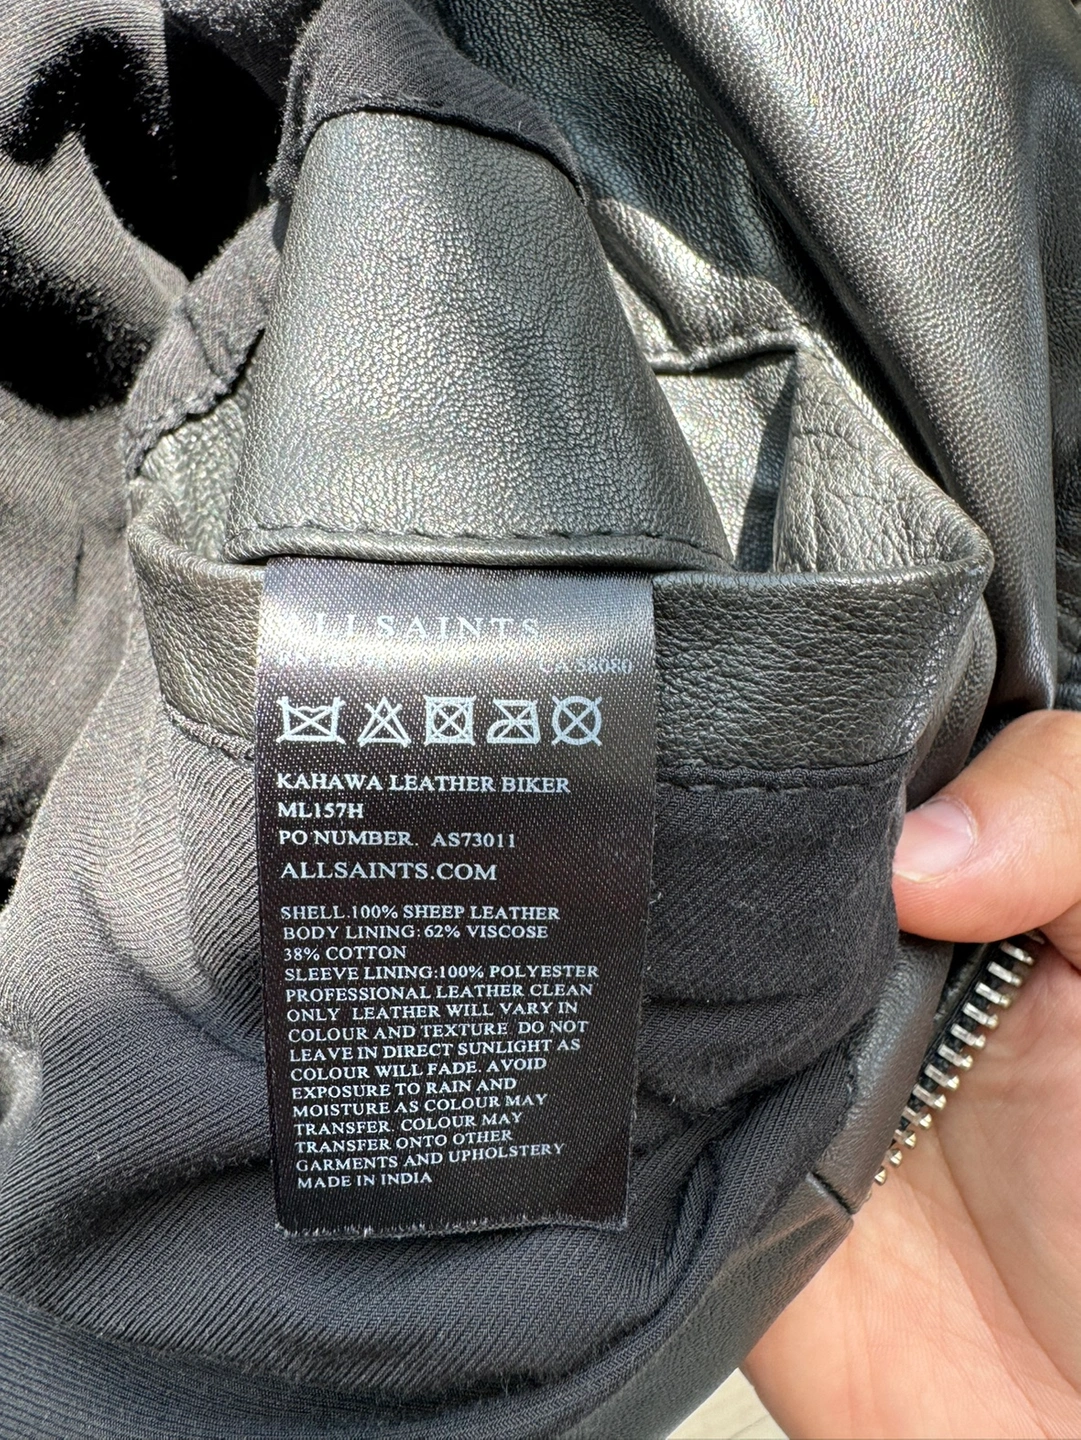 ALLSAINTS
CA 58080
KAHAWA LEATHER BIKER
ML157H
PO NUMBER. AS73011
ALLSAINTS.COM
SHELL.100% SHEEP LEATHER
BODY LINING: 62% VISCOSE
38% COTTON
SLEEVE LINING:100% POLYESTER
PROFESSIONAL LEATHER CLEAN
ONLY LEATHER WILL VARY IN
COLOUR AND TEXTURE DO NOT
LEAVE IN DIRECT SUNLIGHT AS
COLOUR WILL FADE. AVOID
EXPOSURE TO RAIN AND
MOISTURE AS COLOUR MAY
TRANSFER. COLOUR MAY
TRANSFER ONTO OTHER
GARMENTS AND UPHOLSTERY
MADE IN INDIA